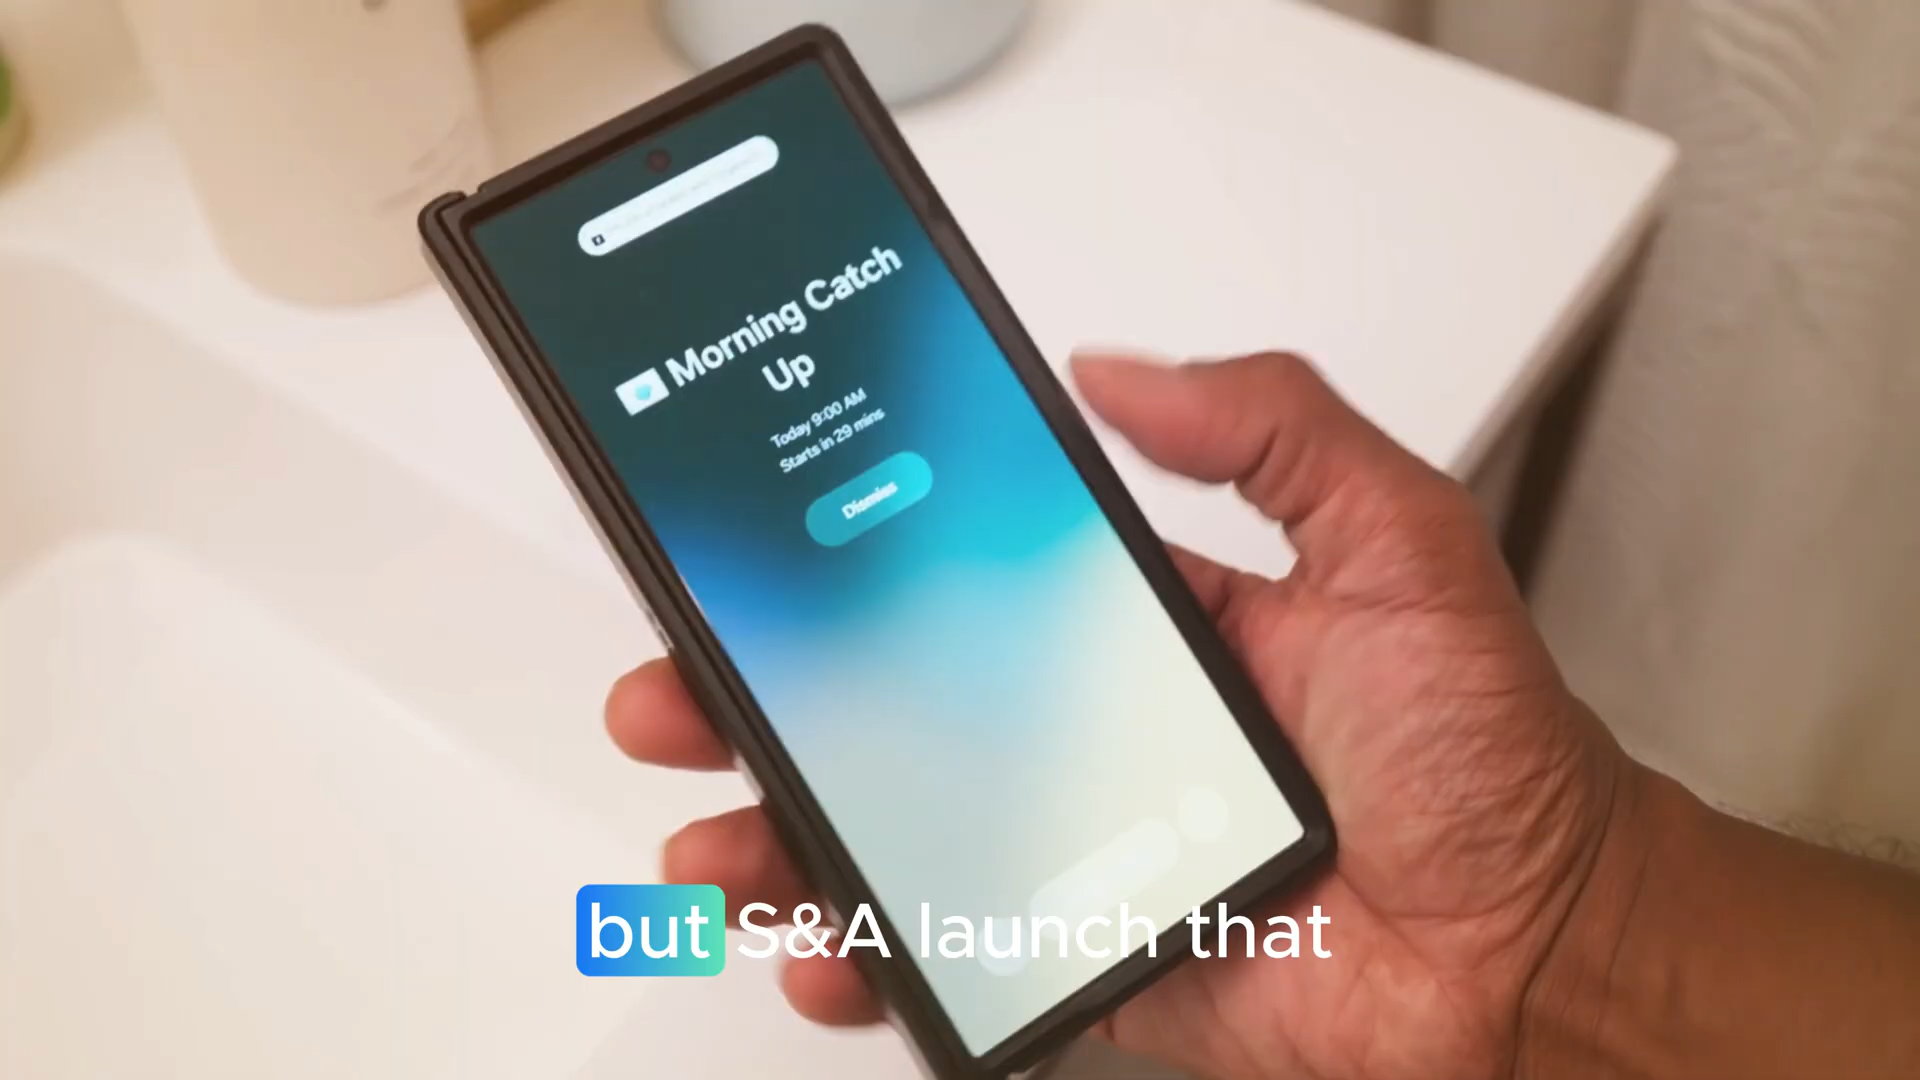 Morning Catch
Up
Today 9:00 AM
Starts in 29 mins
Dismiss
but S&A launch that